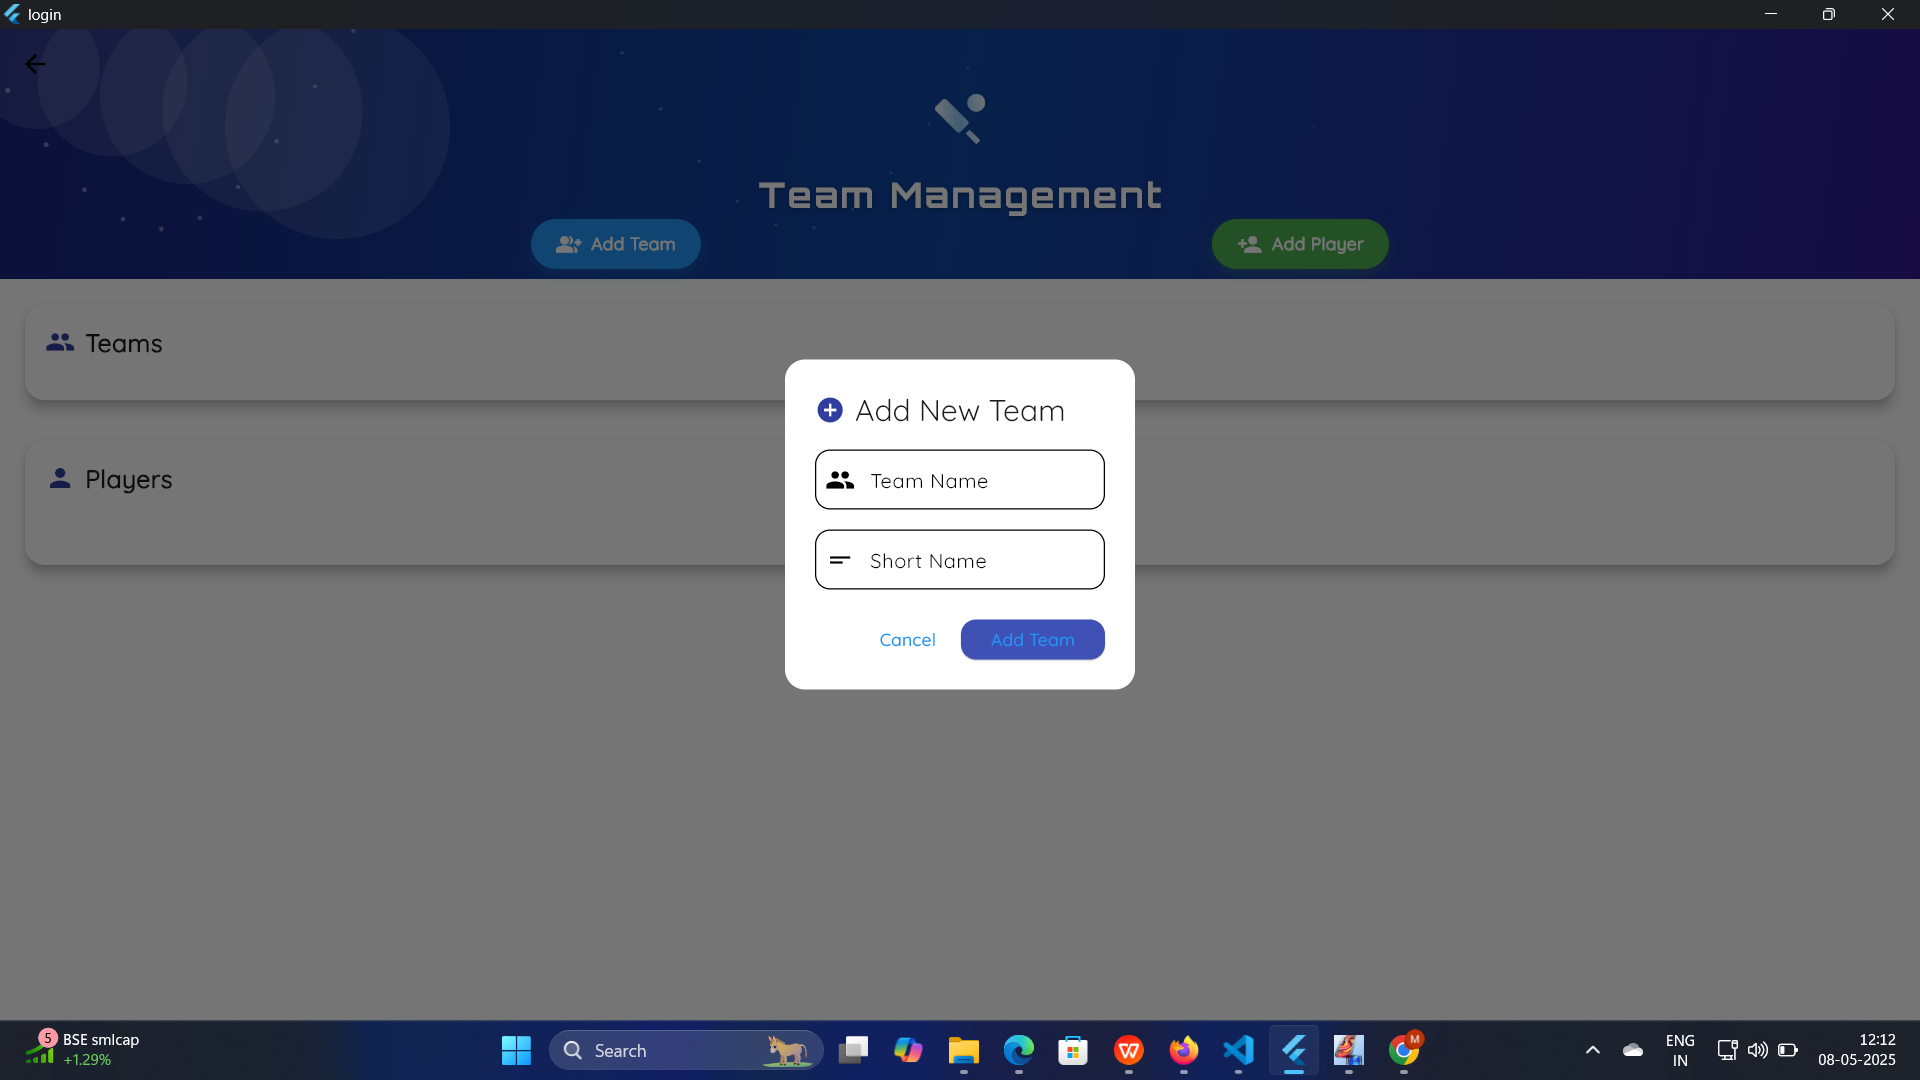 login
Team Management
Add Team
Add Player
Teams
Add New Team
Players
Team Name
Short Name
Cancel
Add Team
5
BSE smlcap
+1.29%
Search
M
ENG
IN
12:12
08-05-2025